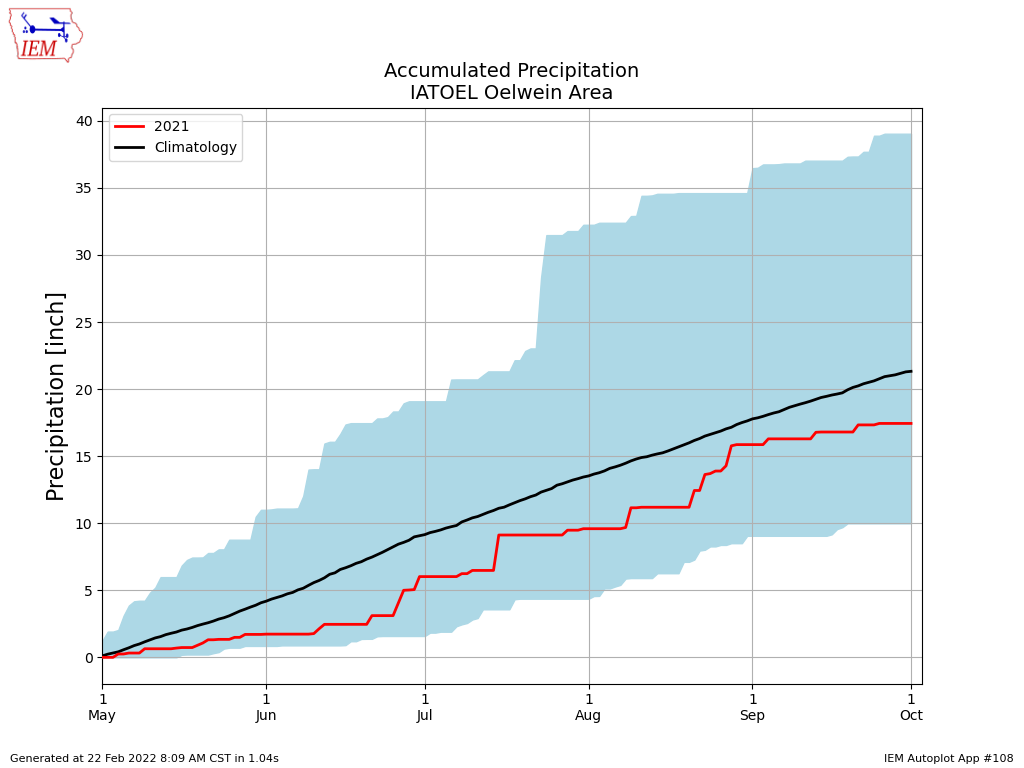 IEM
Accumulated Precipitation
IATOEL Oelwein Area
2021
Climatology
Precipitation [inch]
40
35
30
25
20
15
10
5
0
1 1 1 1 1 1
May Jun Jul Aug Sep Oct
Generated at 22 Feb 2022 8:09 AM CST in 1.04s
IEM Autoplot App #108